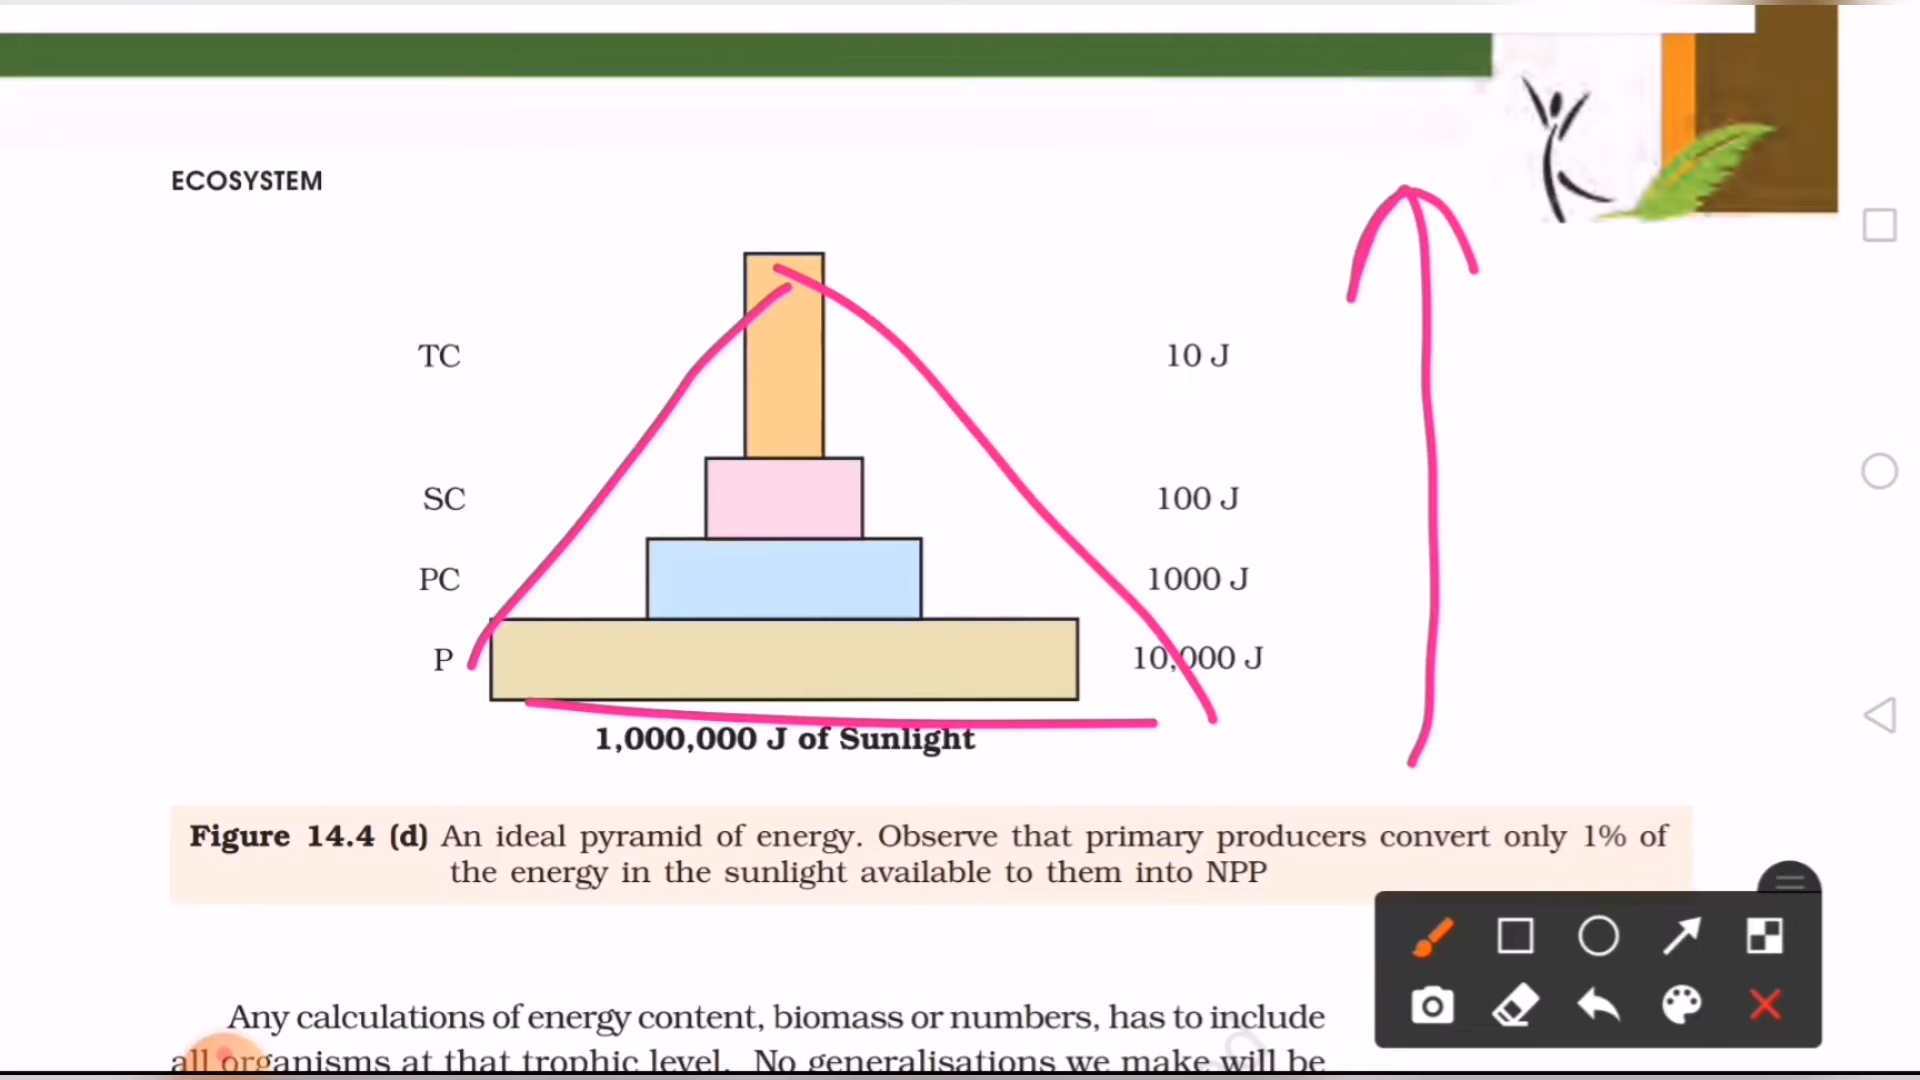 ECOSYSTEM
TC 10 J
SC 100 J
PC 1000 J
P 10,000 J
1,000,000 J of Sunlight
Figure 14.4 (d) An ideal pyramid of energy. Observe that primary producers convert only 1% of
the energy in the sunlight available to them into NPP
Any calculations of energy content, biomass or numbers, has to include
all organisms at that trophic level. No generalisations we make will be